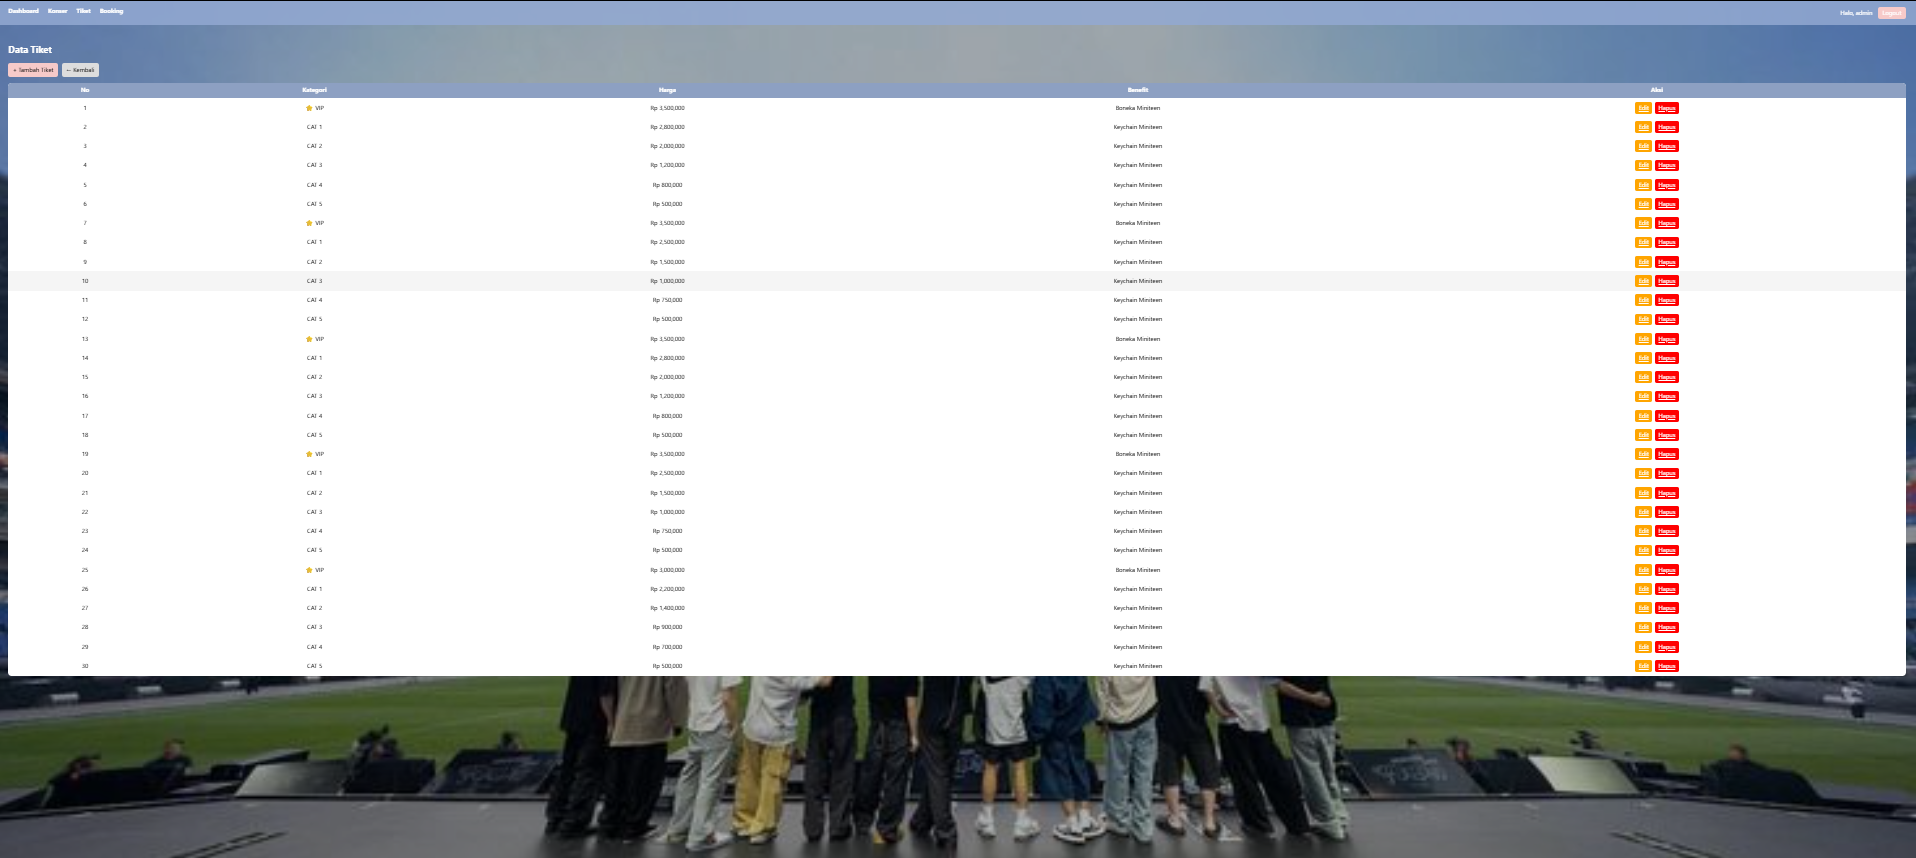 Dashboard Konser Tiket Booking Halo, admin Logout
Data Tiket
+ Tambah Tiket ← Kembali
No Kategori Harga Benefit Aksi
1 ⭐ VIP Rp 3,500,000 Boneka Miniteen Edit Hapus
2 CAT 1 Rp 2,800,000 Keychain Miniteen Edit Hapus
3 CAT 2 Rp 2,000,000 Keychain Miniteen Edit Hapus
4 CAT 3 Rp 1,200,000 Keychain Miniteen Edit Hapus
5 CAT 4 Rp 800,000 Keychain Miniteen Edit Hapus
6 CAT 5 Rp 500,000 Keychain Miniteen Edit Hapus
7 ⭐ VIP Rp 3,500,000 Boneka Miniteen Edit Hapus
8 CAT 1 Rp 2,500,000 Keychain Miniteen Edit Hapus
9 CAT 2 Rp 1,500,000 Keychain Miniteen Edit Hapus
10 CAT 3 Rp 1,000,000 Keychain Miniteen Edit Hapus
11 CAT 4 Rp 750,000 Keychain Miniteen Edit Hapus
12 CAT 5 Rp 500,000 Keychain Miniteen Edit Hapus
13 ⭐ VIP Rp 3,500,000 Boneka Miniteen Edit Hapus
14 CAT 1 Rp 2,800,000 Keychain Miniteen Edit Hapus
15 CAT 2 Rp 2,000,000 Keychain Miniteen Edit Hapus
16 CAT 3 Rp 1,200,000 Keychain Miniteen Edit Hapus
17 CAT 4 Rp 800,000 Keychain Miniteen Edit Hapus
18 CAT 5 Rp 500,000 Keychain Miniteen Edit Hapus
19 ⭐ VIP Rp 3,500,000 Boneka Miniteen Edit Hapus
20 CAT 1 Rp 2,500,000 Keychain Miniteen Edit Hapus
21 CAT 2 Rp 1,500,000 Keychain Miniteen Edit Hapus
22 CAT 3 Rp 1,000,000 Keychain Miniteen Edit Hapus
23 CAT 4 Rp 750,000 Keychain Miniteen Edit Hapus
24 CAT 5 Rp 500,000 Keychain Miniteen Edit Hapus
25 ⭐ VIP Rp 3,000,000 Boneka Miniteen Edit Hapus
26 CAT 1 Rp 2,200,000 Keychain Miniteen Edit Hapus
27 CAT 2 Rp 1,400,000 Keychain Miniteen Edit Hapus
28 CAT 3 Rp 900,000 Keychain Miniteen Edit Hapus
29 CAT 4 Rp 700,000 Keychain Miniteen Edit Hapus
30 CAT 5 Rp 500,000 Keychain Miniteen Edit Hapus